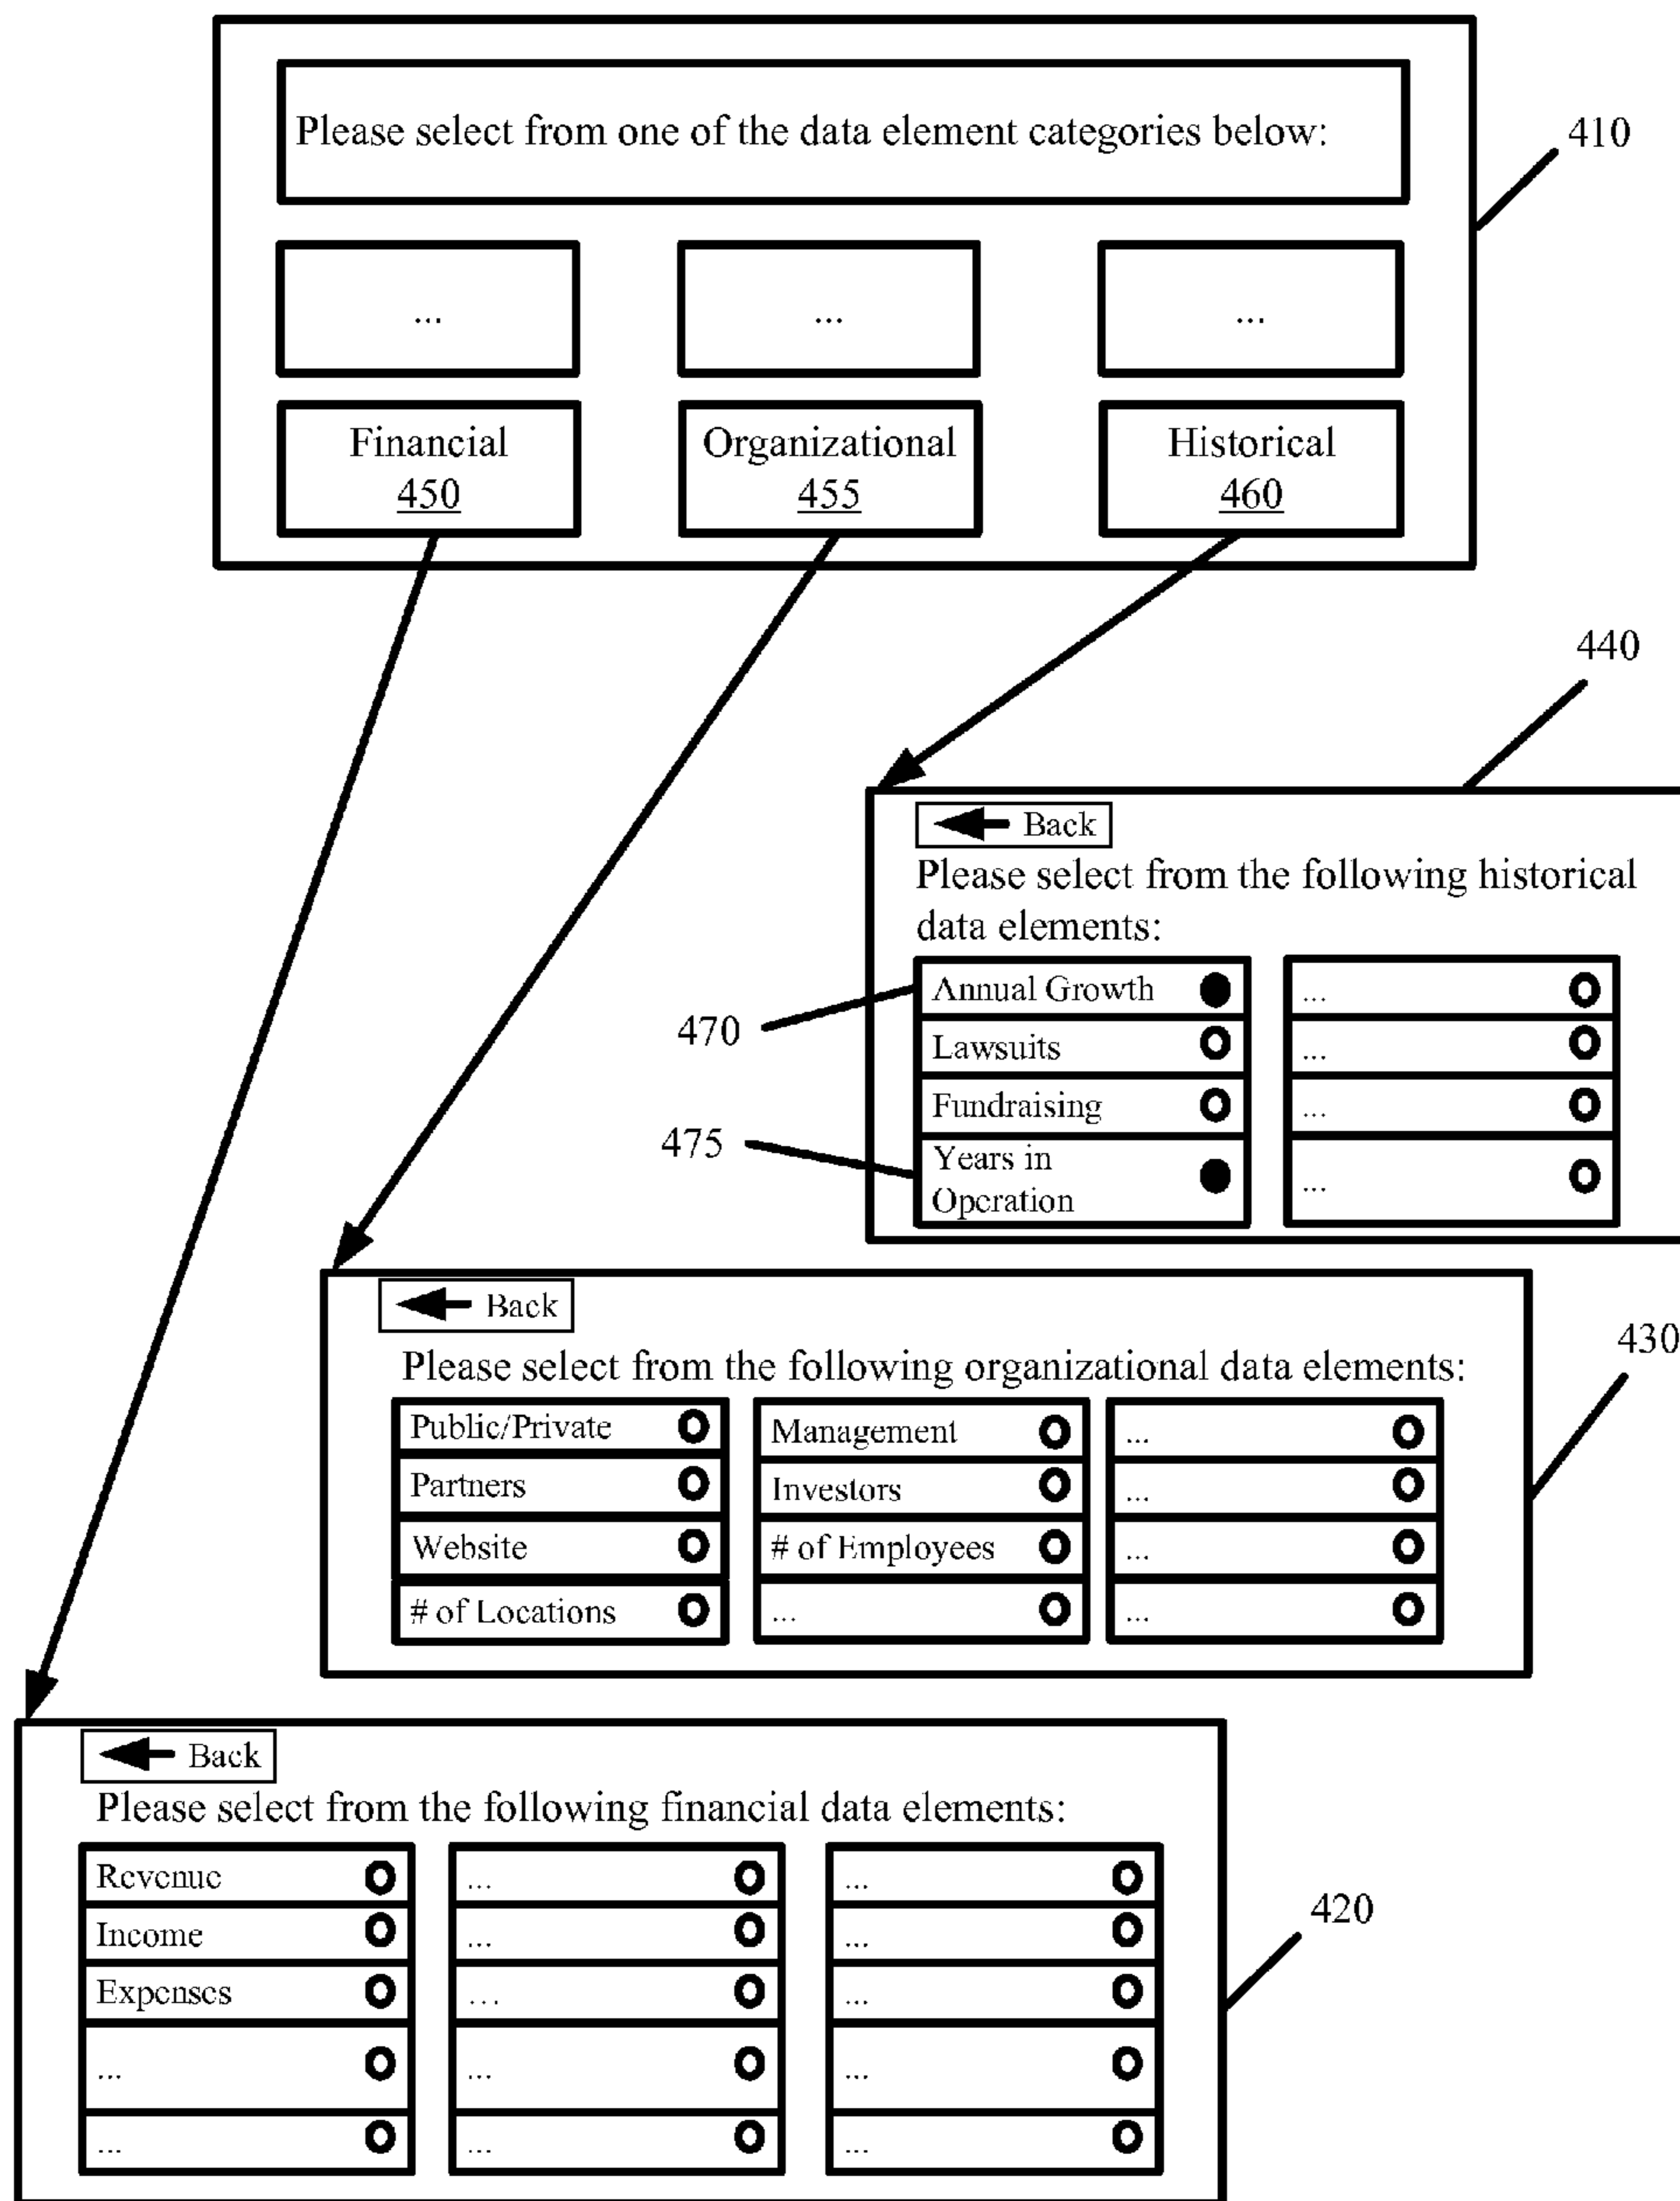 Please select from one of the data element categories below:
410
... ... ...
Financial Organizational Historical
450 455 460
440
Back
Please select from the following historical
data elements:
Annual Growth ...
470
Lawsuits ...
Fundraising ...
475
Years in
Operation ...
Back
430
Please select from the following organizational data elements:
Public/Private Management ...
Partners Investors ...
Website # of Employees ...
# of Locations ... ...
Back
Please select from the following financial data elements:
Revenue ... ...
420
Income ... ...
Expenses ... ...
... ... ...
... ... ...